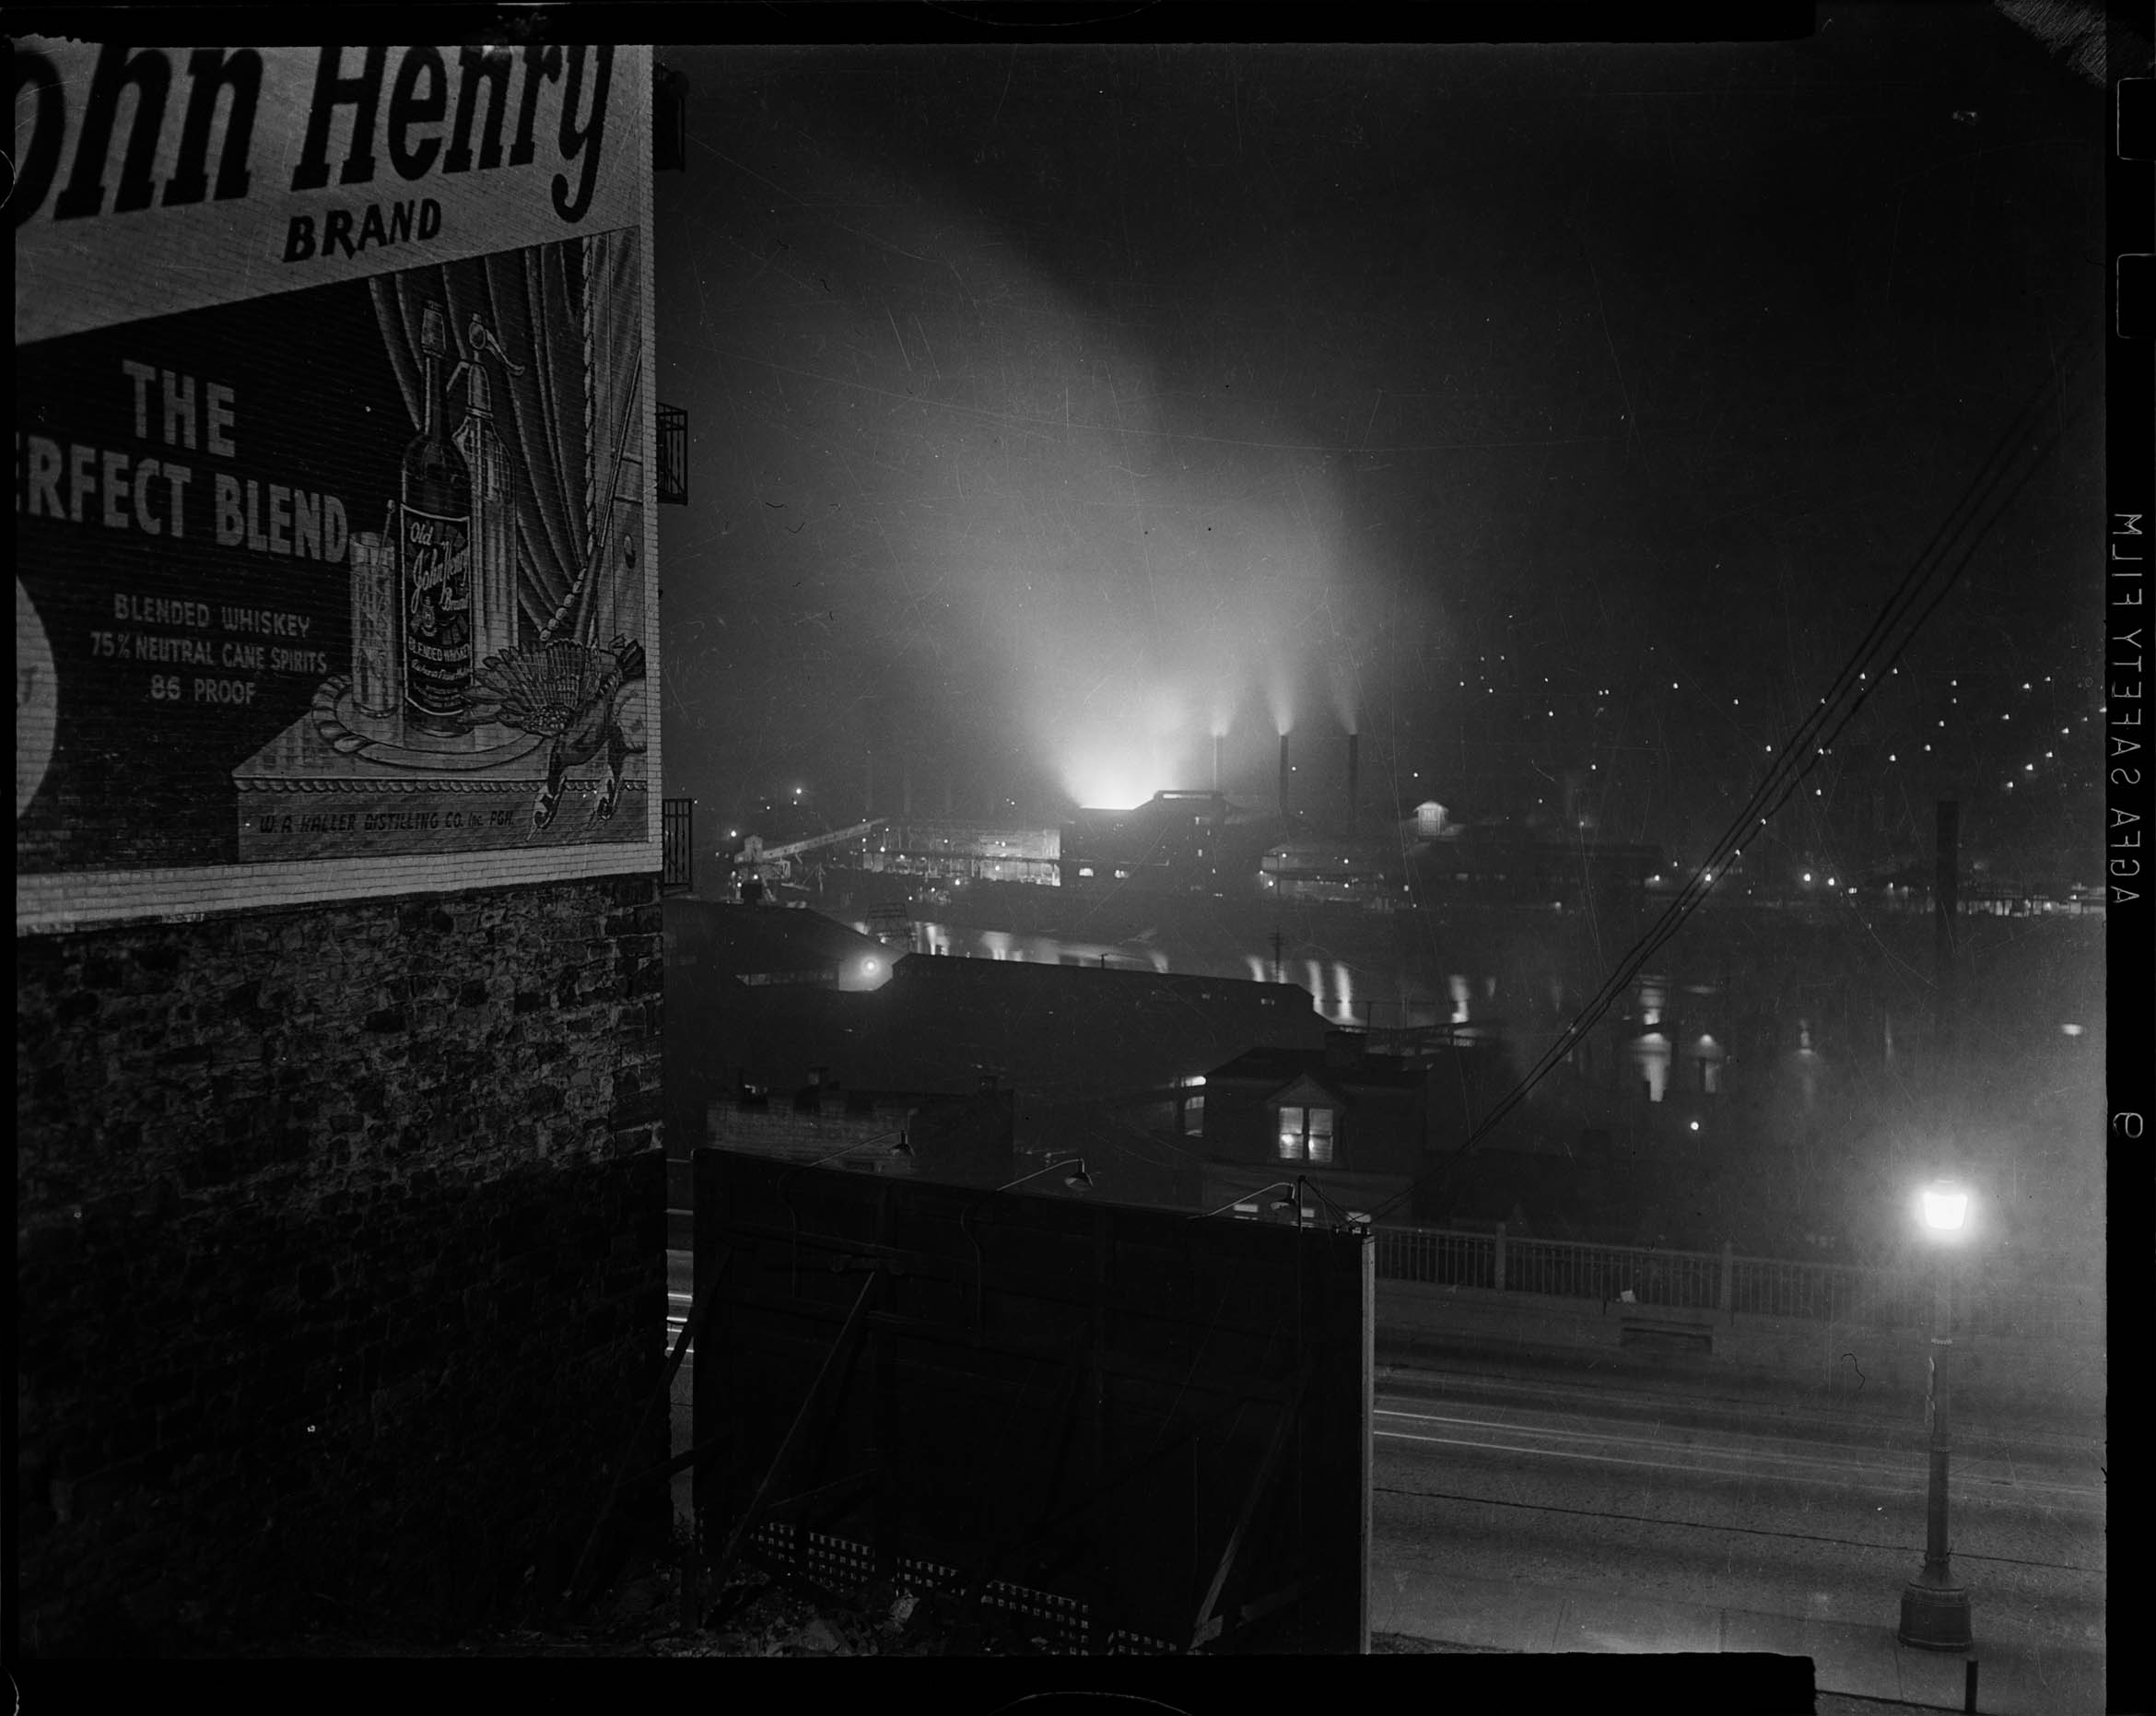 ohn Henry
BRAND
THE
ERFECT BLEND
BLENDED WHISKEY
75% NEUTRAL CANE SPIRITS
86 PROOF
Old
John Henry
Brand
BLENDED WHISKEY
W. A. HALLER DISTILLING CO. Inc. PGH.
AGFA SAFETY FILM
6